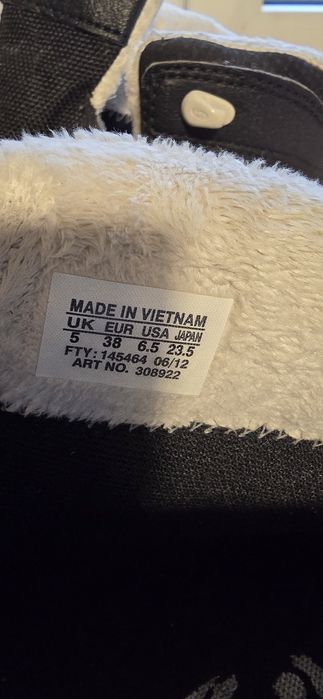 MADE IN VIETNAM
UK EUR USA JAPAN
5 38 6.5 23.5
FTY: 145464 06/12
ART NO. 308922